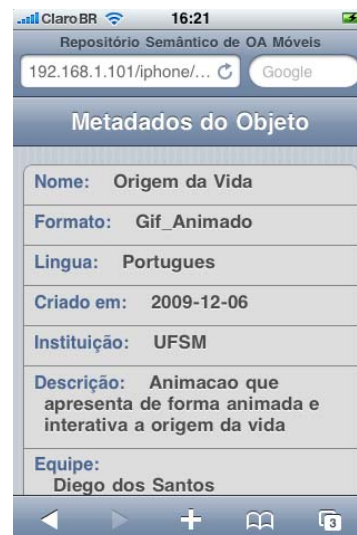 Claro BR 16:21
Repositório Semântico de OA Móveis
192.168.1.101/iphone/... Google
Metadados do Objeto
Nome: Origem da Vida
Formato: Gif_Animado
Lingua: Portugues
Criado em: 2009-12-06
Instituição: UFSM
Descrição: Animacao que
apresenta de forma animada e
interativa a origem da vida
Equipe:
Diego dos Santos
3